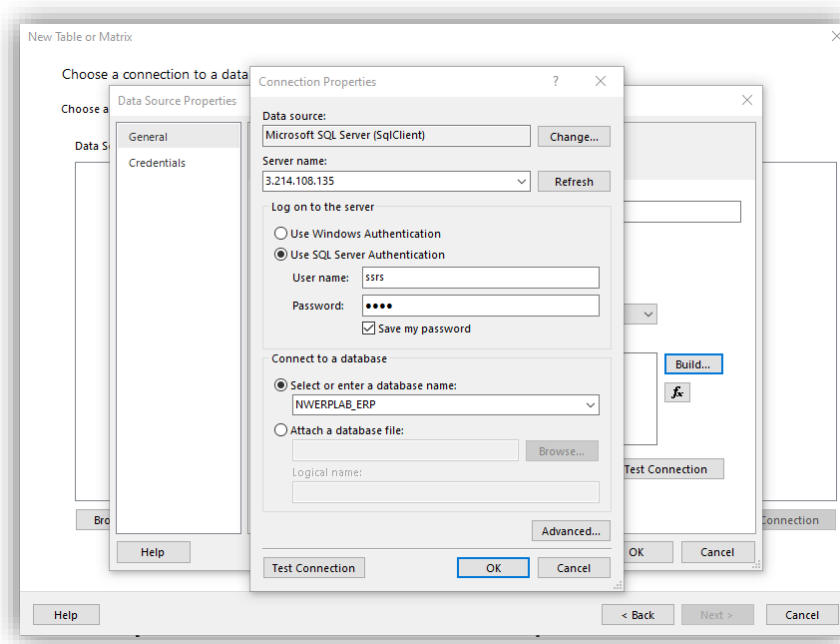 New Table or Matrix
Choose a connection to a data
Choose a
Data Source Properties
General
Credentials
Connection Properties
?
Data source:
Microsoft SQL Server (SqlClient)
Change...
Server name:
3.214.108.135
Refresh
Log on to the server
Use Windows Authentication
Use SQL Server Authentication
User name:
ssrs
Password:
●●●●
Save my password
Connect to a database
Select or enter a database name:
NWERPLAB_ERP
Attach a database file:
Browse...
Logical name:
Advanced...
Test Connection
OK
Cancel
Build...
fx
Test Connection
Help
OK
Cancel
Connection
Help
< Back
Next >
Cancel